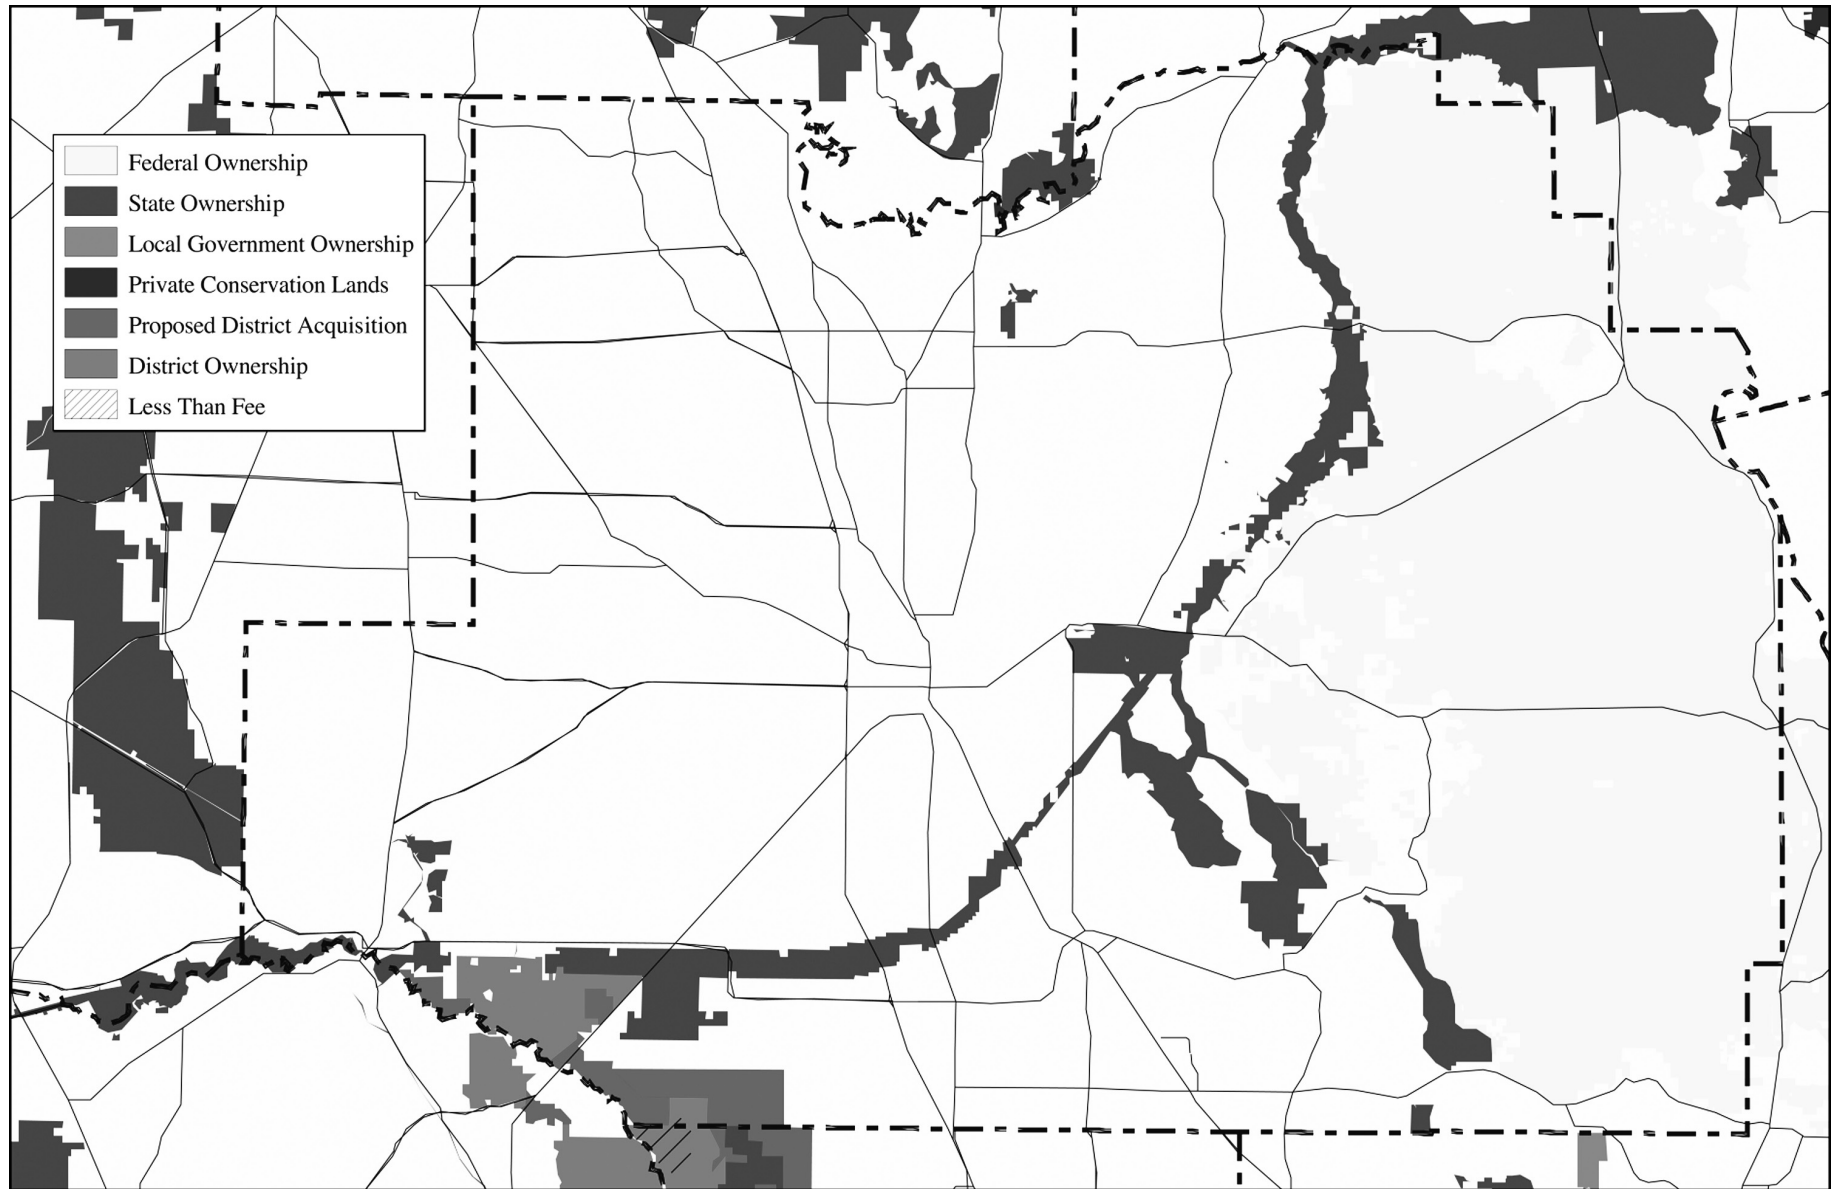 Federal Ownership
State Ownership
Local Government Ownership
Private Conservation Lands
Proposed District Acquisition
District Ownership
Less Than Fee